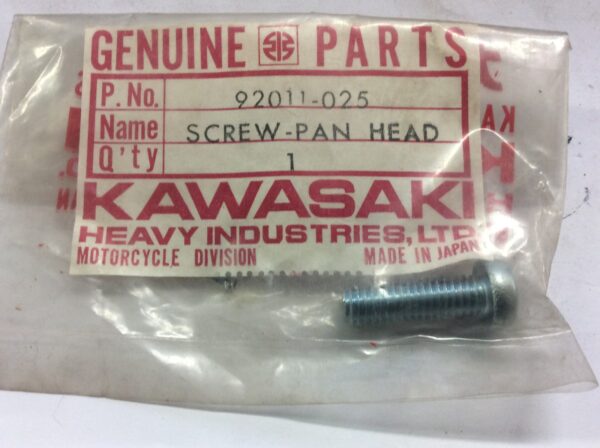 GENUINE PARTS
P. No. 92011-025
Name SCREW-PAN HEAD
Q'ty 1
KAWASAKI
HEAVY INDUSTRIES, LTD.
MOTORCYCLE DIVISION MADE IN JAPAN
KA